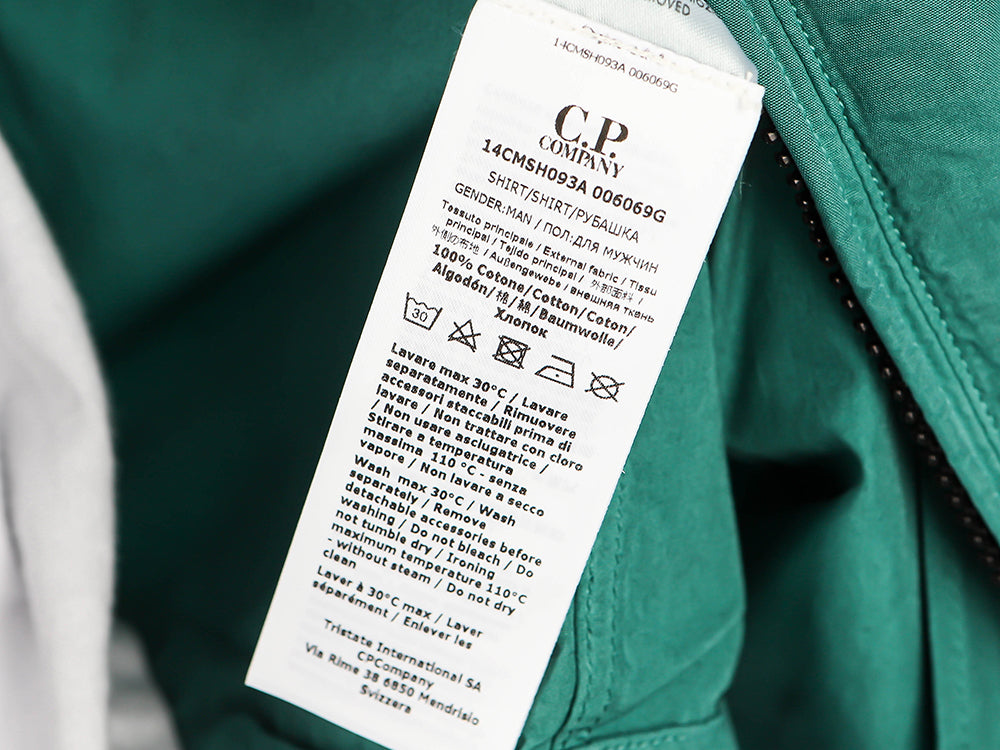 REMOVED
14CMSH093A 006069G
C.P.
COMPANY
14CMSH093A 006069G
SHIRT/SHIRT/РУБАШКА
GENDER:MAN / ПОЛ:ДЛЯ МУЖЧИН
Tessuto principale / External fabric / Tissu
principal / Tejido principal / 外部面料 /
外側の布地 / Außengewebe / внешняя ткань
100% Cotone/Cotton/Coton/
Algodón/棉/綿/Baumwolle/
Хлопок
30
Lavare max 30°C / Lavare
separatamente / Rimuovere
accessori staccabili prima di
lavare / Non trattare con cloro
/ Non usare asciugatrice /
Stirare a temperatura
massima 110 °C - senza
vapore / Non lavare a secco
Wash max 30°C / Wash
separately / Remove
detachable accessories before
washing / Do not bleach / Do
not tumble dry / Ironing
maximum temperature 110°C
- without steam / Do not dry
clean
Laver à 30°C max / Laver
séparément / Enlever les
Tristate International SA
CPCompany
Via Rime 38 6850 Mendrisio
Svizzera